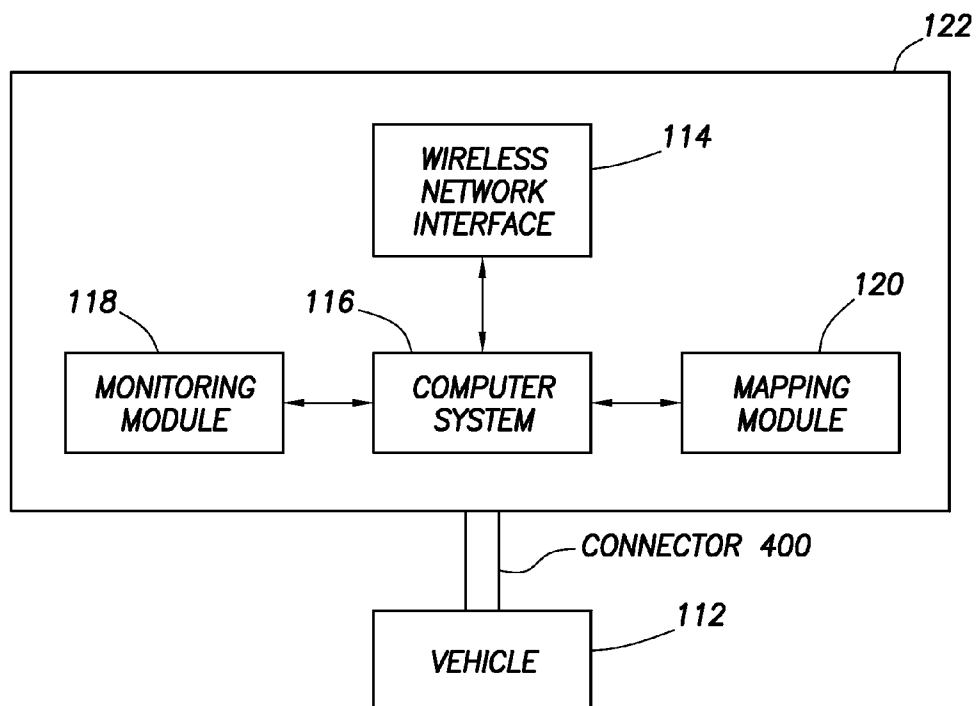 122
WIRELESS
NETWORK
INTERFACE
114
118
MONITORING
MODULE
116
COMPUTER
SYSTEM
120
MAPPING
MODULE
CONNECTOR 400
VEHICLE
112